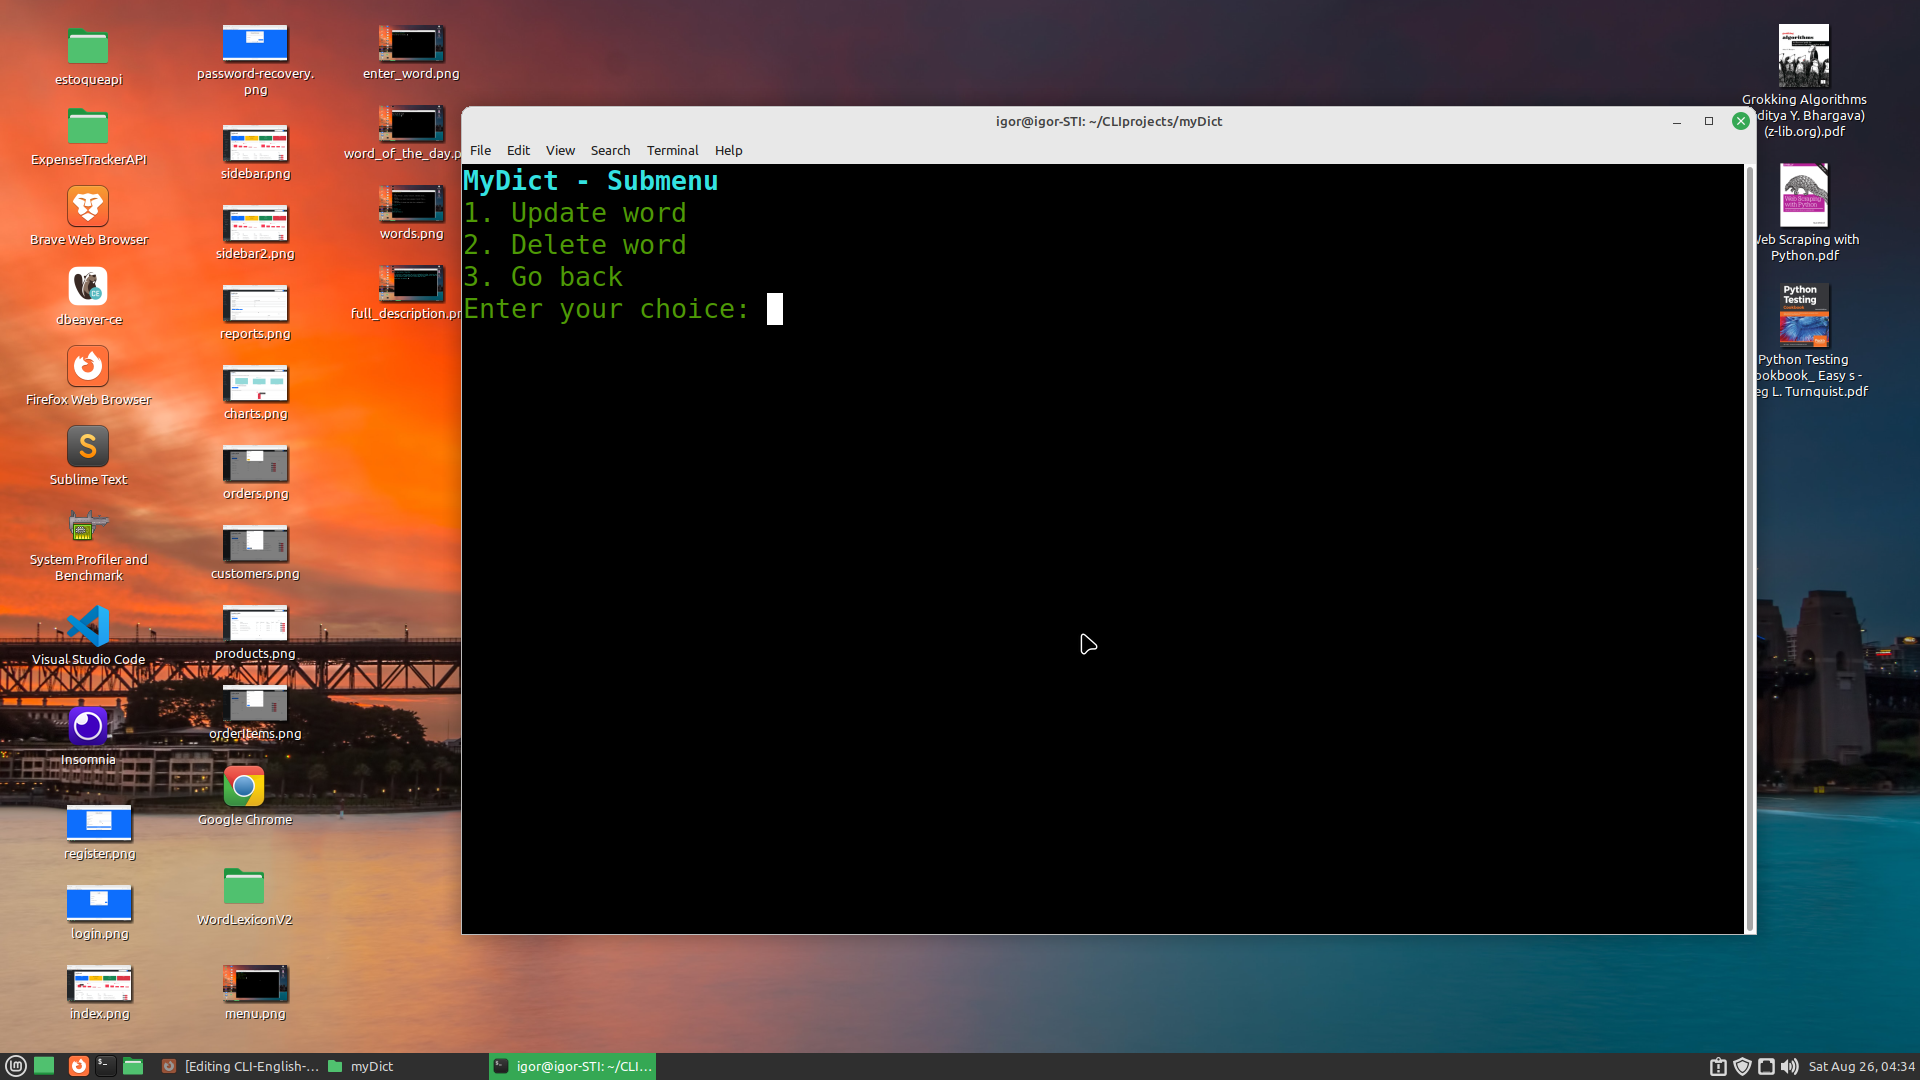 estoqueapi
ExpenseTrackerAPI
Brave Web Browser
dbeaver-ce
Firefox Web Browser
Sublime Text
System Profiler and
Benchmark
Visual Studio Code
Insomnia
register.png
login.png
index.png
password-recovery.
png
sidebar.png
sidebar2.png
reports.png
charts.png
orders.png
customers.png
products.png
orderitems.png
Google Chrome
WordLexiconV2
menu.png
enter_word.png
word_of_the_day.p
words.png
full_description.pn
igor@igor-STI: ~/CLIprojects/myDict
File Edit View Search Terminal Help
MyDict - Submenu
1. Update word
2. Delete word
3. Go back
Enter your choice:
Grokking Algorithms
ditya Y. Bhargava)
(z-lib.org).pdf
Web Scraping with
Python.pdf
Python Testing
Python Testing
ookbook_ Easy s -
eg L. Turnquist.pdf
[Editing CLI-English-...
myDict
igor@igor-STI: ~/CLI...
Sat Aug 26, 04:34